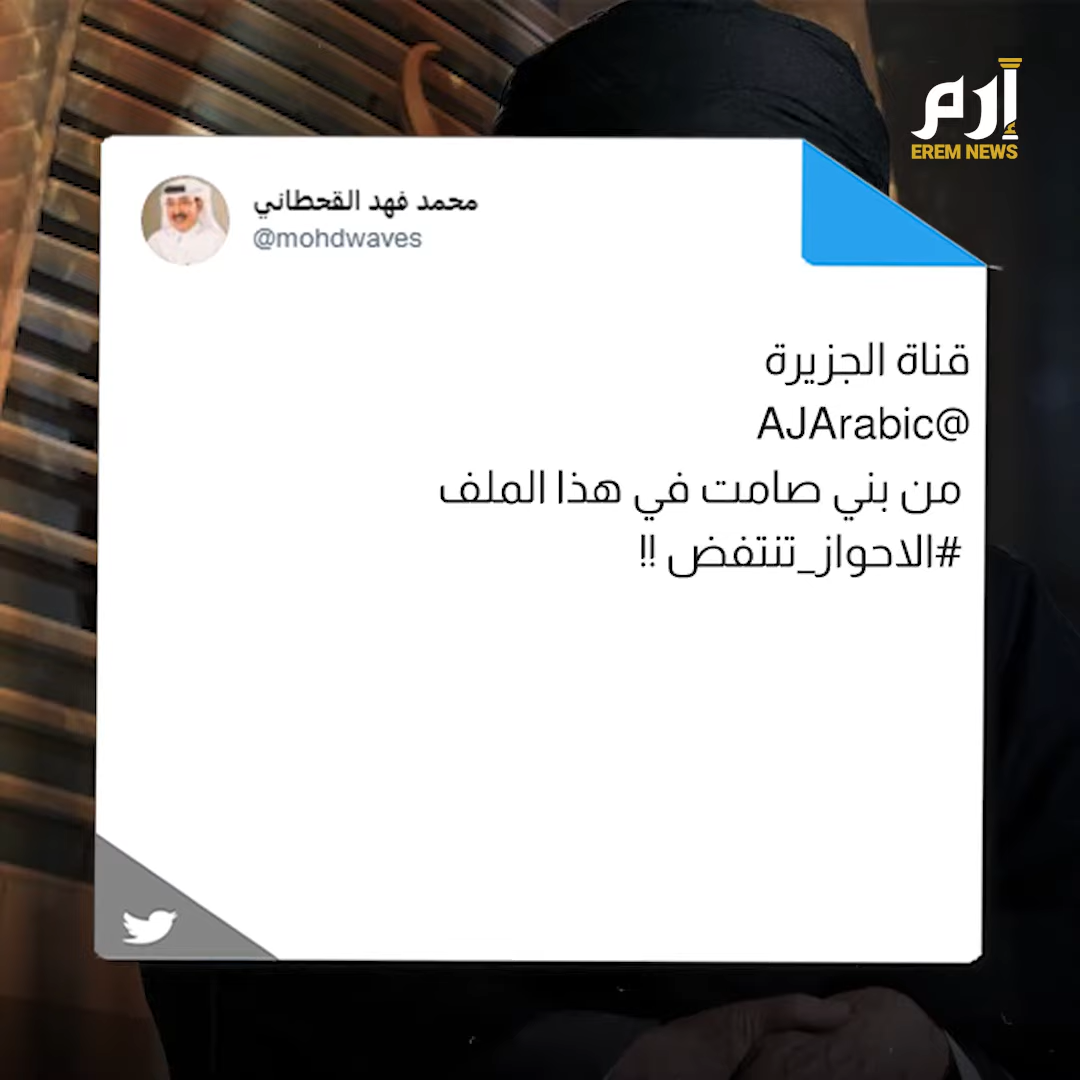 إرم
EREM NEWS
محمد فهد القحطاني
@mohdwaves
قناة الجزيرة
@AJArabic
من بني صامت في هذا الملف
#الاحواز_تنتفض !!